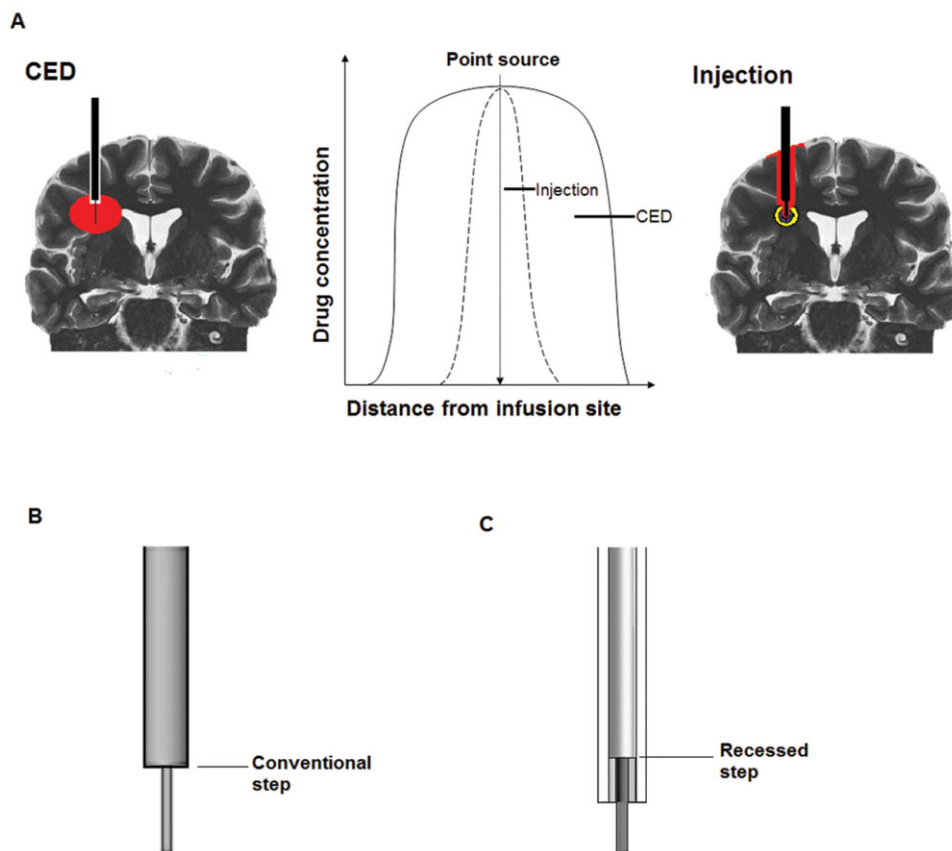 A
CED
Point source
Injection
Drug concentration
Injection
CED
Distance from infusion site
B
C
Conventional
step
Recessed
step